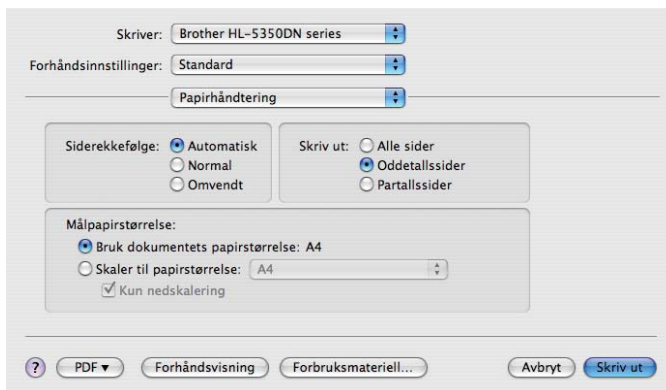 Skriver: Brother HL-5350DN series
Forhåndsinnstillinger: Standard
Papirhåndtering
Siderekkefølge: Automatisk
Normal
Omvendt
Skriv ut: Alle sider
Oddetallssider
Partallssider
Målpapirstørrelse:
Bruk dokumentets papirstørrelse: A4
Skaler til papirstørrelse: A4
Kun nedskalering
? PDF▼ Forhåndsvisning Forbruksmateriell... Avbryt Skriv ut